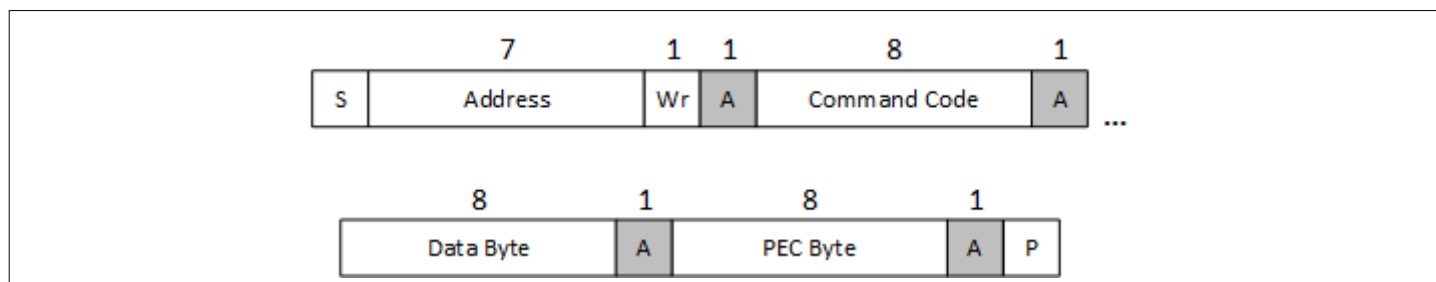 7 1 1 8 1
S Address Wr A Command Code A ...
8 1 8 1
Data Byte A PEC Byte A P